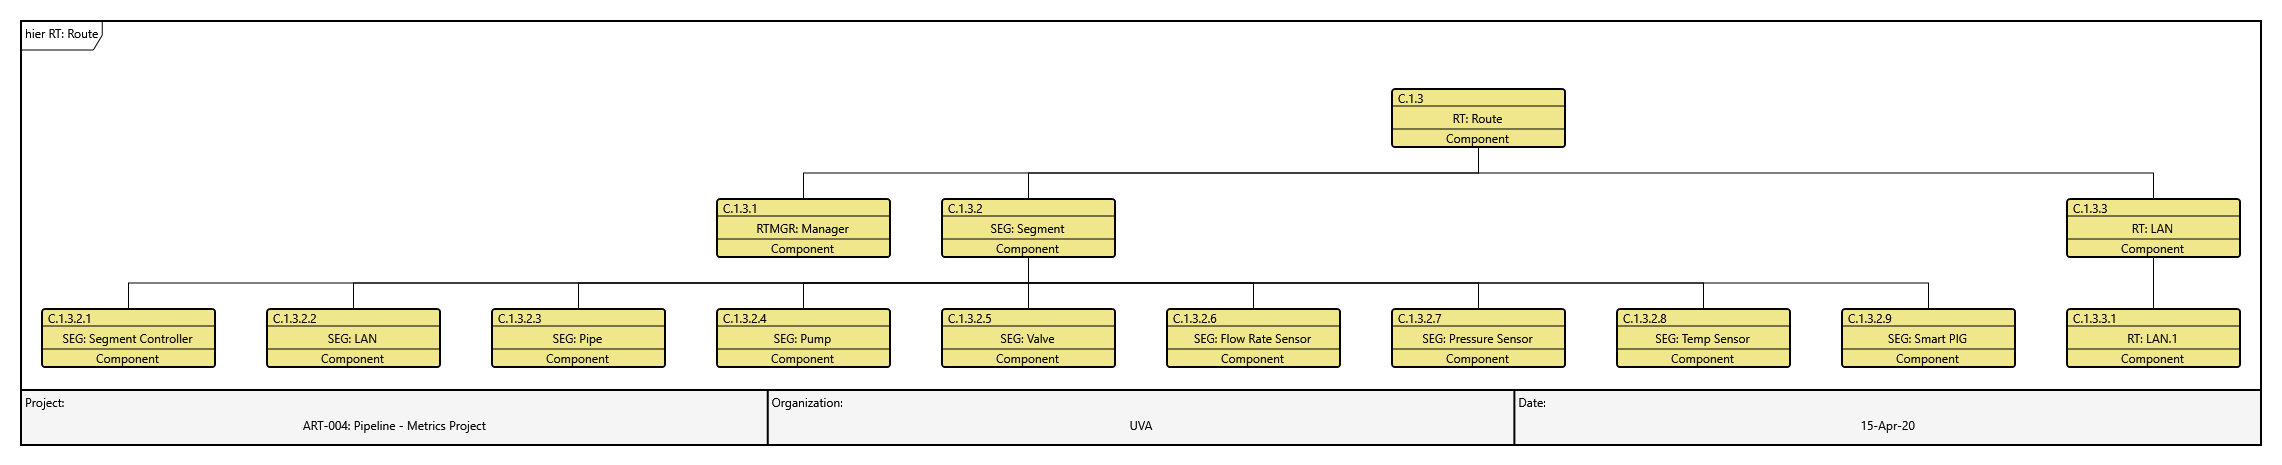 hier RT: Route
C.1.3
RT: Route
Component
C.1.3.1
RTMGR: Manager
Component
C.1.3.2
SEG: Segment
Component
C.1.3.3
RT: LAN
Component
C.1.3.2.1
SEG: Segment Controller
Component
C.1.3.2.2
SEG: LAN
Component
C.1.3.2.3
SEG: Pipe
Component
C.1.3.2.4
SEG: Pump
Component
C.1.3.2.5
SEG: Valve
Component
C.1.3.2.6
SEG: Flow Rate Sensor
Component
C.1.3.2.7
SEG: Pressure Sensor
Component
C.1.3.2.8
SEG: Temp Sensor
Component
C.1.3.2.9
SEG: Smart PIG
Component
C.1.3.3.1
RT: LAN.1
Component
Project:
ART-004: Pipeline - Metrics Project
Organization:
UVA
Date:
15-Apr-20